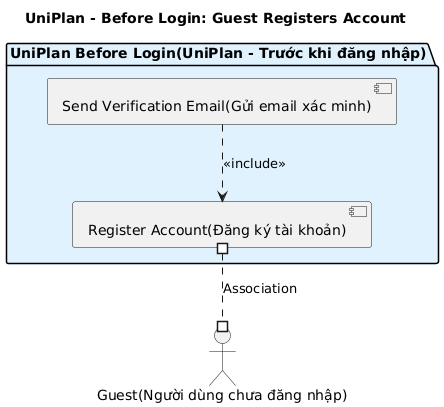 UniPlan - Before Login: Guest Registers Account
UniPlan Before Login(UniPlan - Trước khi đăng nhập)
Send Verification Email(Gửi email xác minh)
«include»
Register Account(Đăng ký tài khoản)
Association
Guest(Người dùng chưa đăng nhập)